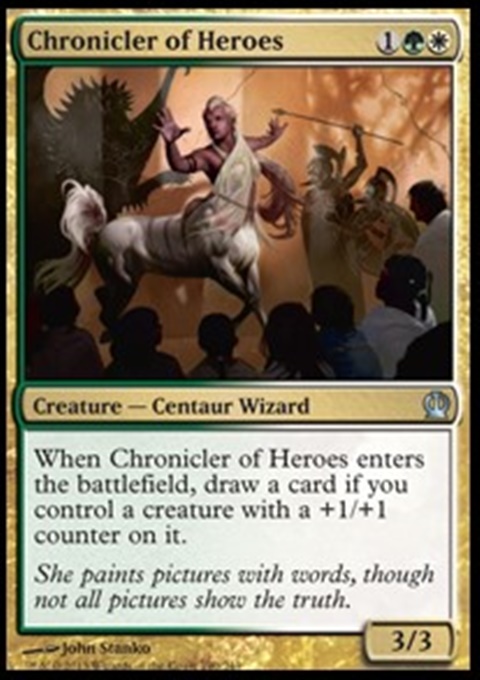 Chronicler of Heroes 1
Creature — Centaur Wizard
When Chronicler of Heroes enters
the battlefield, draw a card if you
control a creature with a +1/+1
counter on it.
She paints pictures with words, though
not all pictures show the truth.
John Stanko
3/3